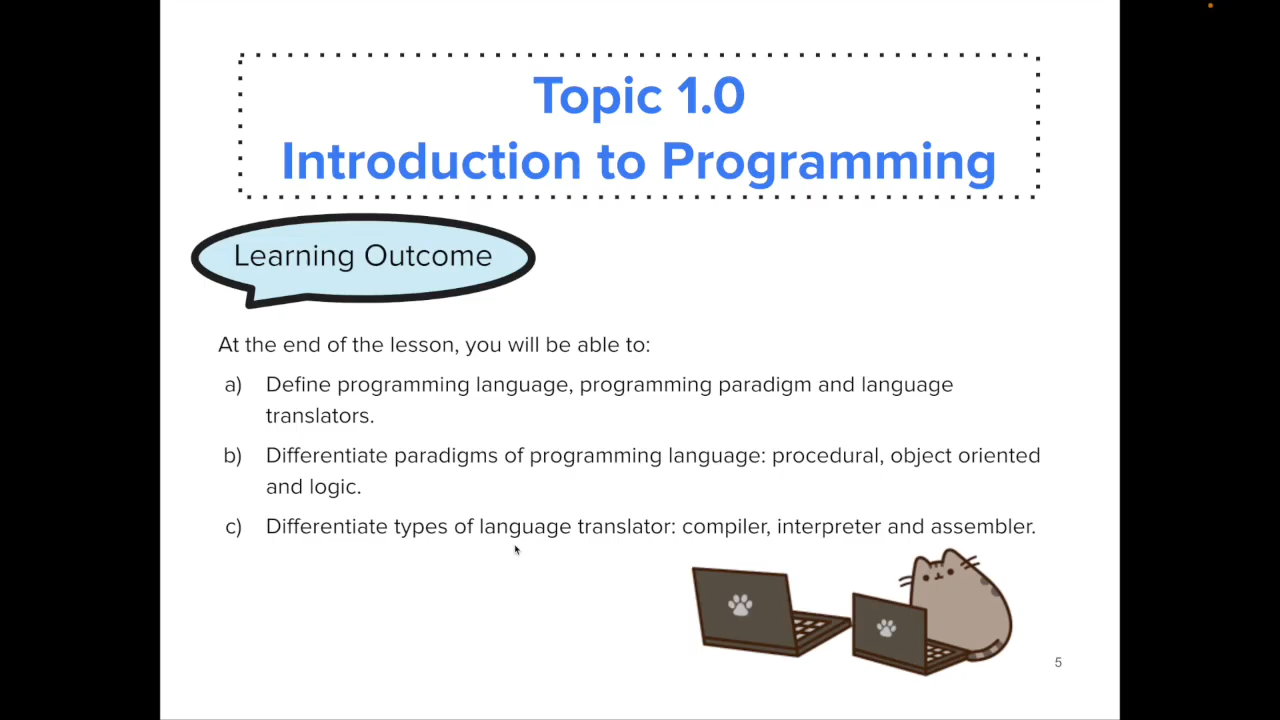 Topic 1.0
Introduction to Programming
Learning Outcome
At the end of the lesson, you will be able to:
a) Define programming language, programming paradigm and language
translators.
b) Differentiate paradigms of programming language: procedural, object oriented
and logic.
c) Differentiate types of language translator: compiler, interpreter and assembler.
5